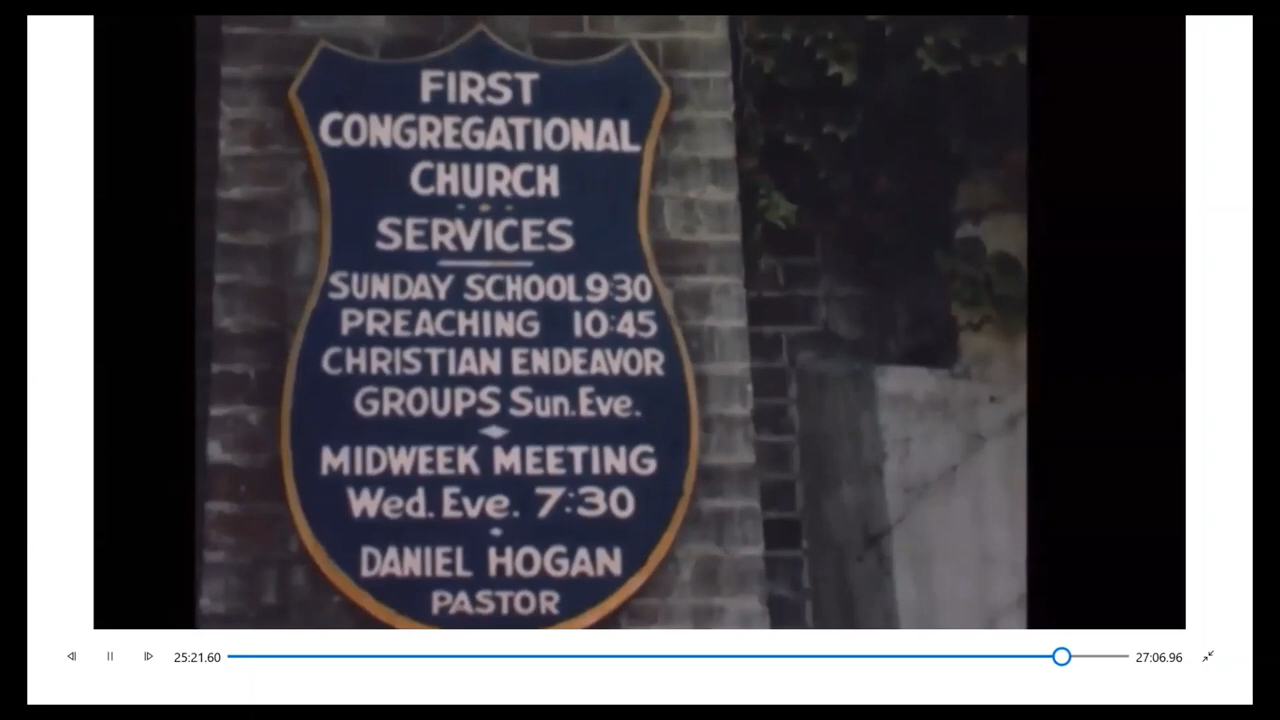 FIRST
CONGREGATIONAL
CHURCH
SERVICES
SUNDAY SCHOOL 9:30
PREACHING 10:45
CHRISTIAN ENDEAVOR
GROUPS Sun. Eve.
MIDWEEK MEETING
Wed. Eve. 7:30
DANIEL HOGAN
PASTOR
25:21.60
27:06.96